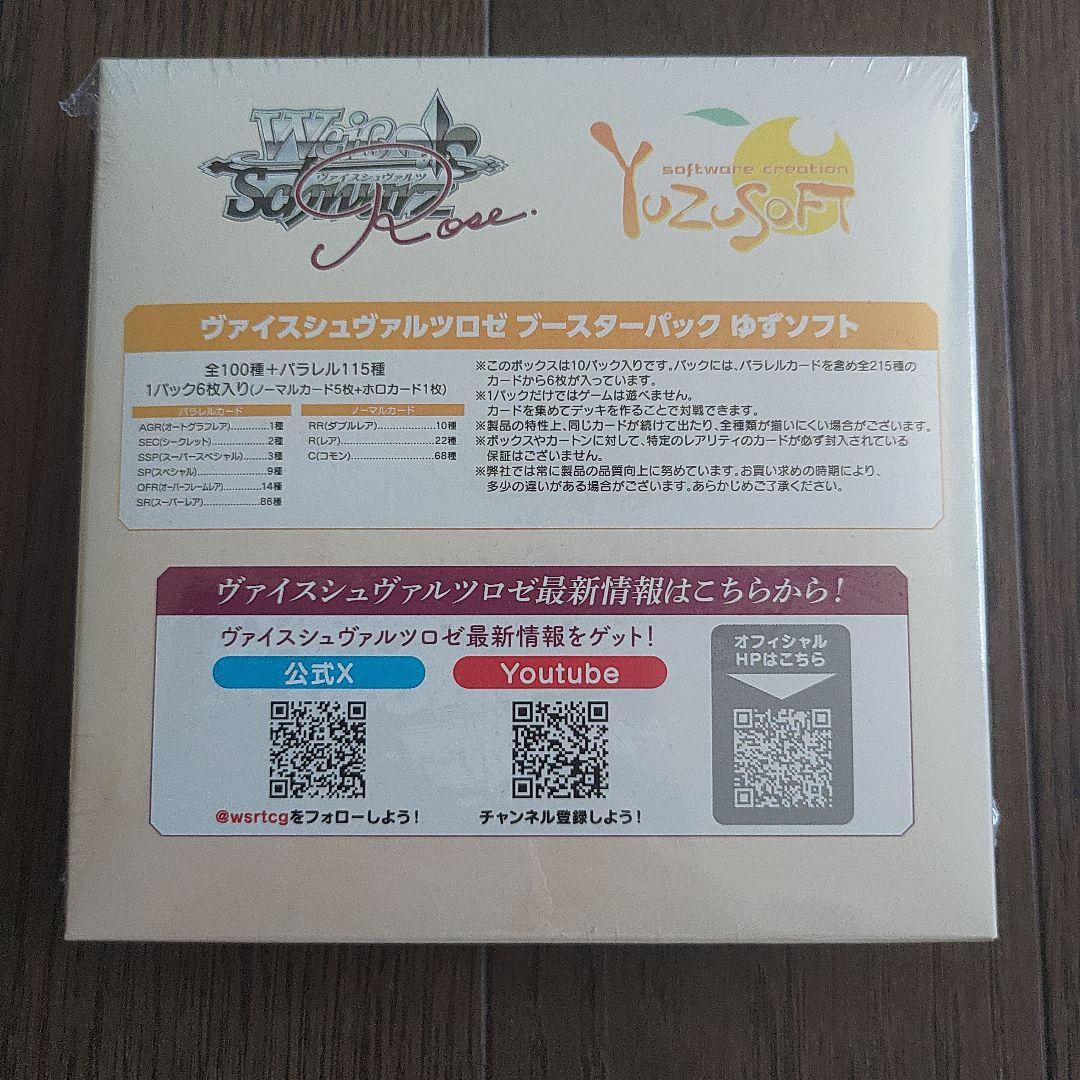 Weiß
ヴァイスシュヴァルツ
Schwarz
Rose.
software creation
YUZUSOFT
ヴァイスシュヴァルツロゼ ブースターパック ゆずソフト
全100種+パラレル115種
1パック6枚入り(ノーマルカード5枚+ホロカード1枚)
パラレルカード
AGR(オートグラフレア)..............1種
SEC(シークレット)....................2種
SSP(スーパースペシャル)........3種
SP(スペシャル).......................9種
OFR(オーバーフレームレア).............14種
SR(スーパーレア)...................86種
ノーマルカード
RR(ダブルレア)...................10種
R(レア)...............................22種
C(コモン)............................68種
※このボックスは10パック入りです。パックには、パラレルカードを含め全215種の
カードから6枚が入っています。
※1パックだけではゲームは遊べません。
カードを集めてデッキを作ることで対戦できます。
※製品の特性上、同じカードが続けて出たり、全種類が揃いにくい場合がございます。
※ボックスやカートンに対して、特定のレアリティのカードが必ず封入されている
保証はございません。
※弊社では常に製品の品質向上に努めています。お買い求めの時期により、
多少の違いがある場合がございます。あらかじめご了承ください。
ヴァイスシュヴァルツロゼ最新情報はこちらから!
ヴァイスシュヴァルツロゼ最新情報をゲット!
公式X
@wsrtcgをフォローしよう!
Youtube
チャンネル登録しよう!
オフィシャル
HPはこちら